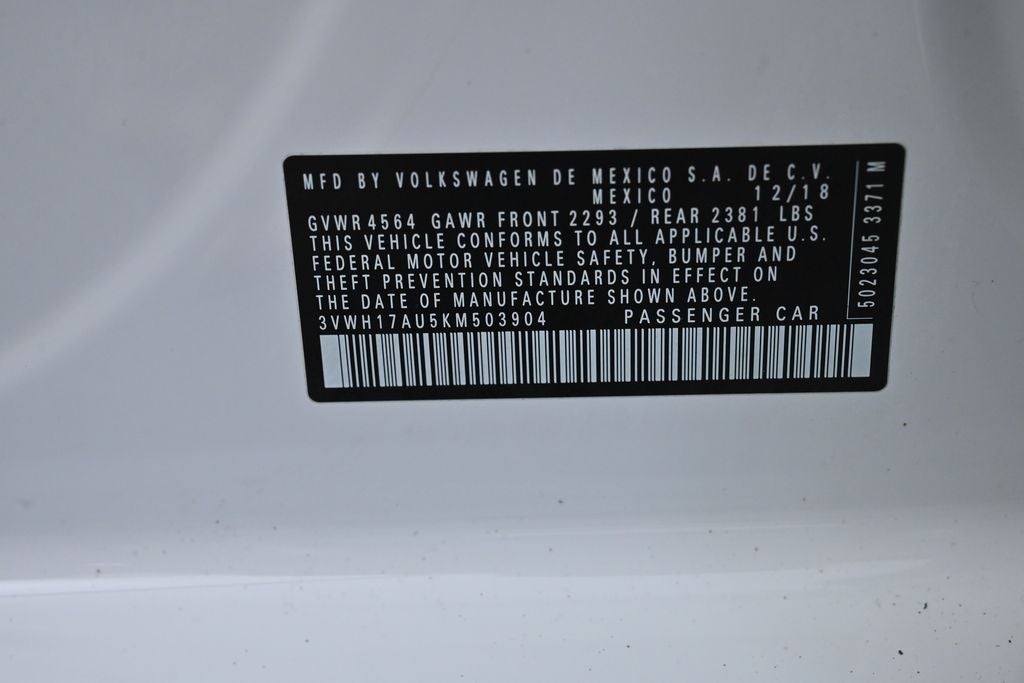 MFD BY VOLKSWAGEN DE MEXICO S.A. DE C.V.
MEXICO 12/18
GVWR 4564 GAWR FRONT 2293 / REAR 2381 LBS
THIS VEHICLE CONFORMS TO ALL APPLICABLE U.S.
FEDERAL MOTOR VEHICLE SAFETY, BUMPER AND
THEFT PREVENTION STANDARDS IN EFFECT ON
THE DATE OF MANUFACTURE SHOWN ABOVE.
3VWH17AU5KM503904 PASSENGER CAR
5023045 3371 M